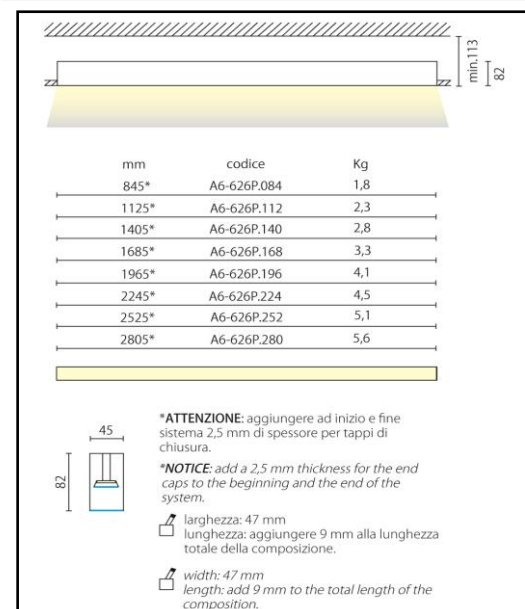 min.113
82
mm codice Kg
845* A6-626P.084 1,8
1125* A6-626P.112 2,3
1405* A6-626P.140 2,8
1685* A6-626P.168 3,3
1965* A6-626P.196 4,1
2245* A6-626P.224 4,5
2525* A6-626P.252 5,1
2805* A6-626P.280 5,6
45
82
*ATTENZIONE: aggiungere ad inizio e fine
sistema 2,5 mm di spessore per tappi di
chiusura.
*NOTICE: add a 2,5 mm thickness for the end
caps to the beginning and the end of the
system.
larghezza: 47 mm
lunghezza: aggiungere 9 mm alla lunghezza
totale della composizione.
width: 47 mm
length: add 9 mm to the total length of the
composition.